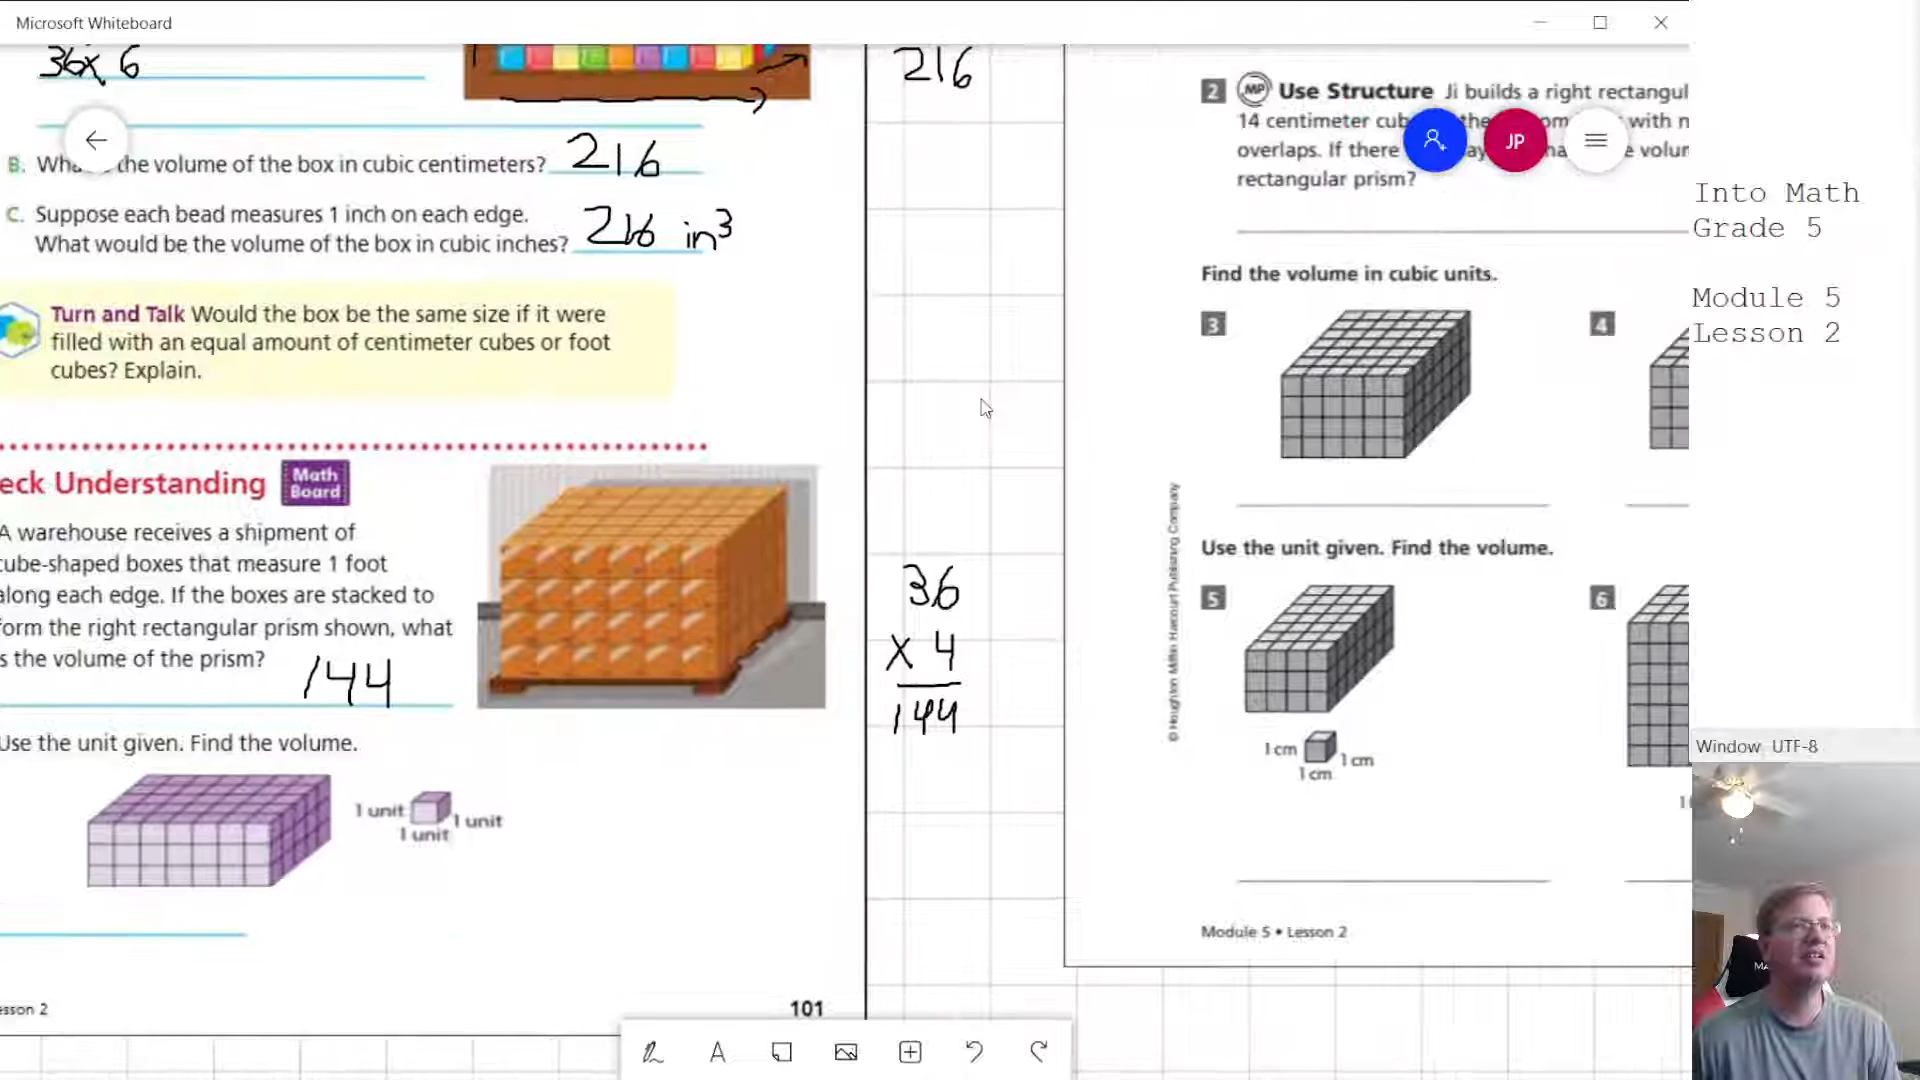 Microsoft Whiteboard
36x 6
216
B. Wha the volume of the box in cubic centimeters? 216
C. Suppose each bead measures 1 inch on each edge.
What would be the volume of the box in cubic inches? 216 in³
Turn and Talk Would the box be the same size if it were
filled with an equal amount of centimeter cubes or foot
cubes? Explain.
eck Understanding Math Board
A warehouse receives a shipment of
cube-shaped boxes that measure 1 foot
along each edge. If the boxes are stacked to
form the right rectangular prism shown, what
s the volume of the prism? 144
36
x 4
144
Use the unit given. Find the volume.
1 unit
1 unit
1 unit
esson 2
101
2 MP Use Structure Ji builds a right rectangul
14 centimeter cub the om with n
overlaps. If there ay ha e volur
rectangular prism?
JP
Find the volume in cubic units.
3
4
© Houghton Mifflin Harcourt Publishing Company
Use the unit given. Find the volume.
5
6
1 cm
1 cm
1 cm
1
Module 5 • Lesson 2
Into Math
Grade 5
Module 5
Lesson 2
Window UTF-8